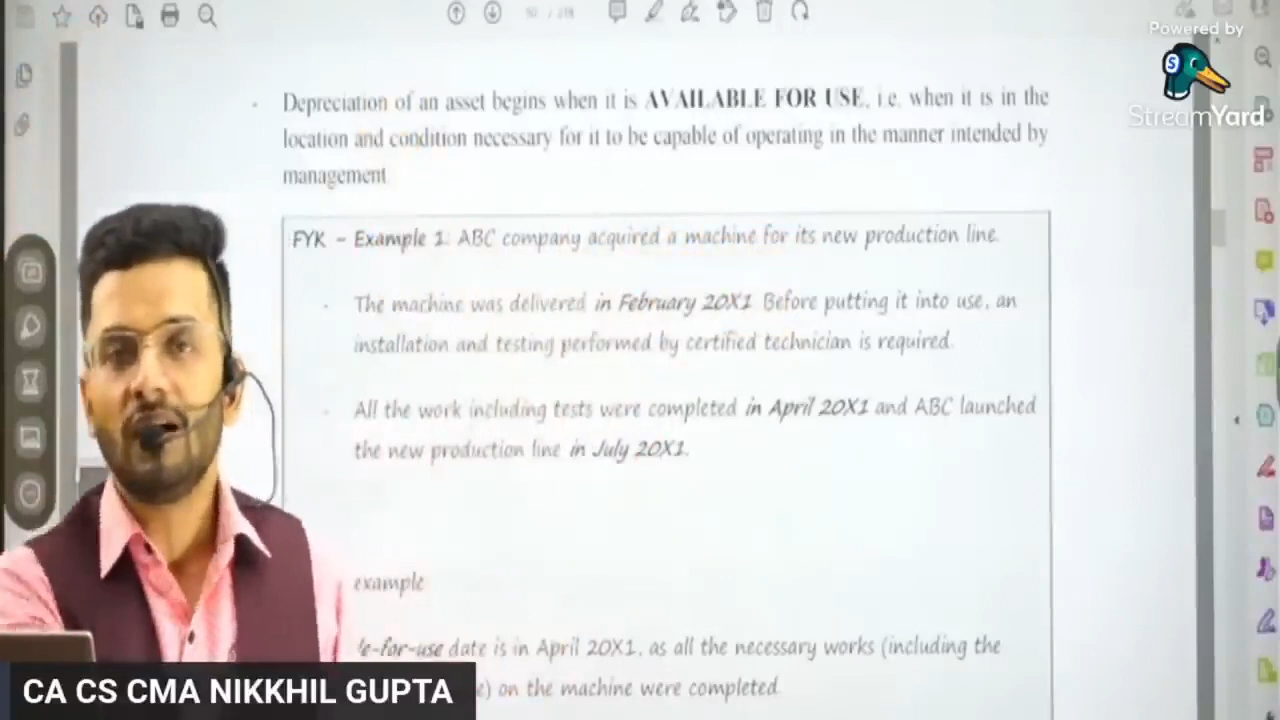 Powered by
StreamYard
Depreciation of an asset begins when it is AVAILABLE FOR USE, i.e. when it is in the
location and condition necessary for it to be capable of operating in the manner intended by
management
FYK - Example 1: ABC company acquired a machine for its new production line.
The machine was delivered in February 20X1 Before putting it into use, an
installation and testing performed by certified technician is required.
All the work including tests were completed in April 20X1 and ABC launched
the new production line in July 20X1.
example
e-for-use date is in April 20X1, as all the necessary works (including the
e) on the machine were completed.
CA CS CMA NIKKHIL GUPTA